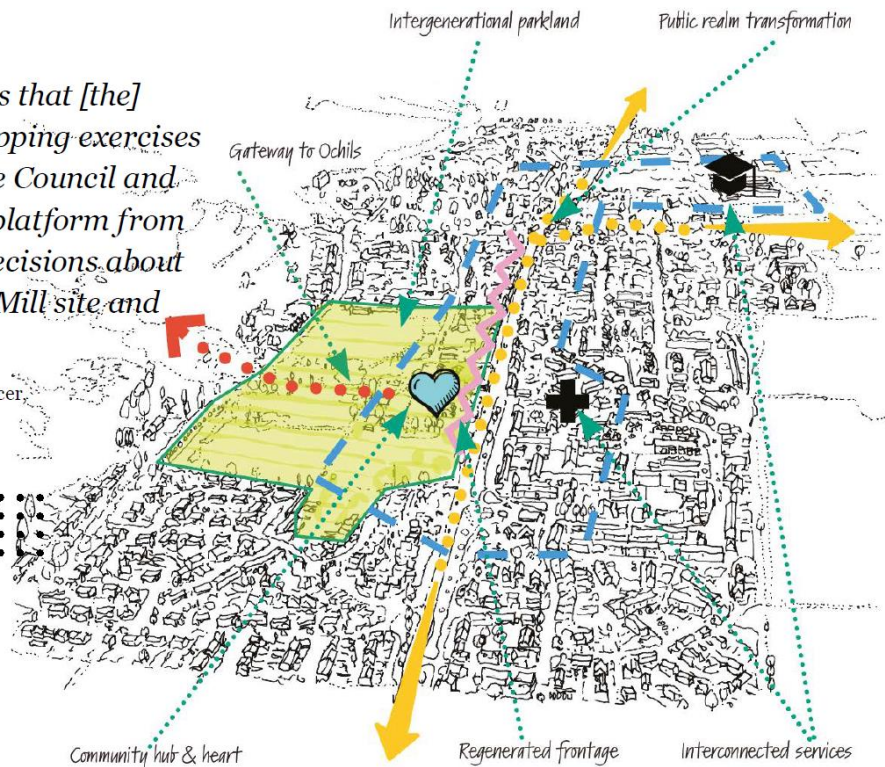 Intergenerational parkland
Public realm transformation
s that [the]
pping exercises
Gateway to Ochils
e Council and
platform from
ecisions about
Mill site and
cer
Community hub & heart
Regenerated frontage
Interconnected services